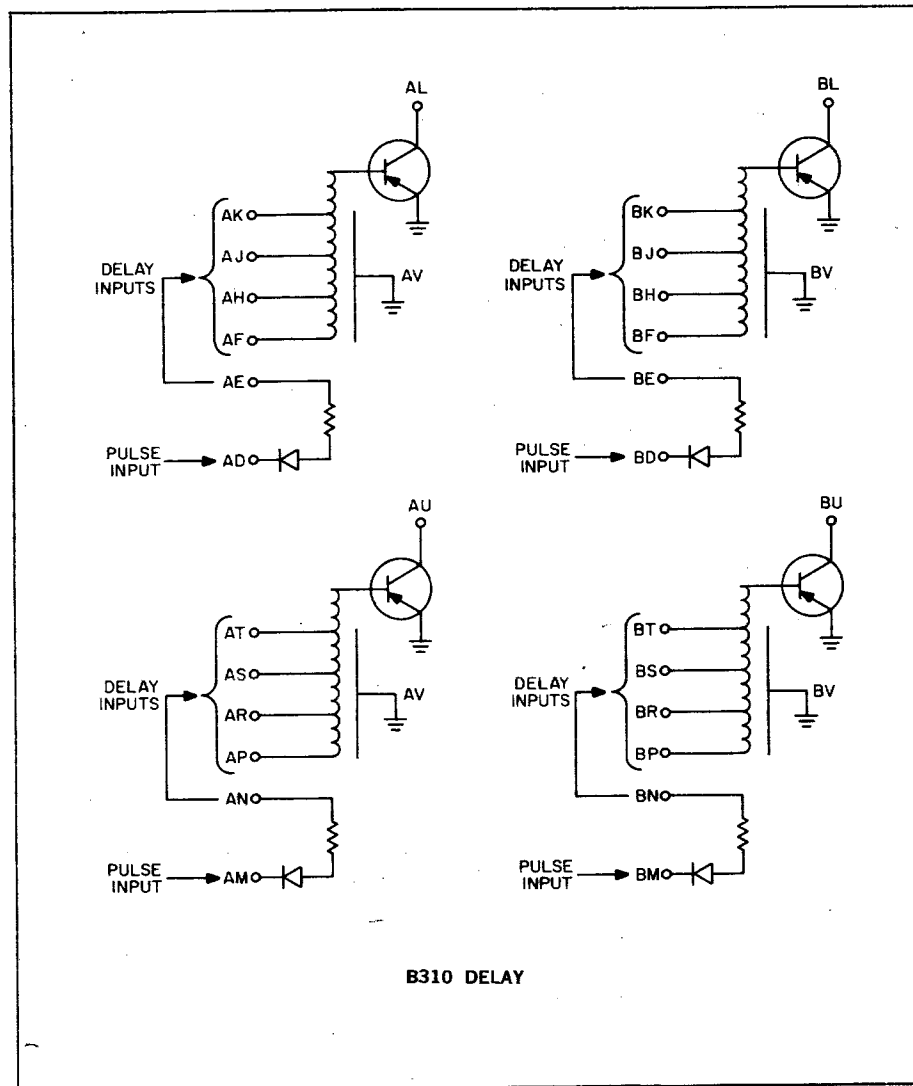 AL
AK
AJ
DELAY
INPUTS
AV
AH
AF
AE
PULSE
INPUT
AD
BL
BK
BJ
DELAY
INPUTS
BV
BH
BF
BE
PULSE
INPUT
BD
AU
AT
AS
DELAY
INPUTS
AV
AR
AP
AN
PULSE
INPUT
AM
BU
BT
BS
DELAY
INPUTS
BV
BR
BP
BN
PULSE
INPUT
BM
B310 DELAY